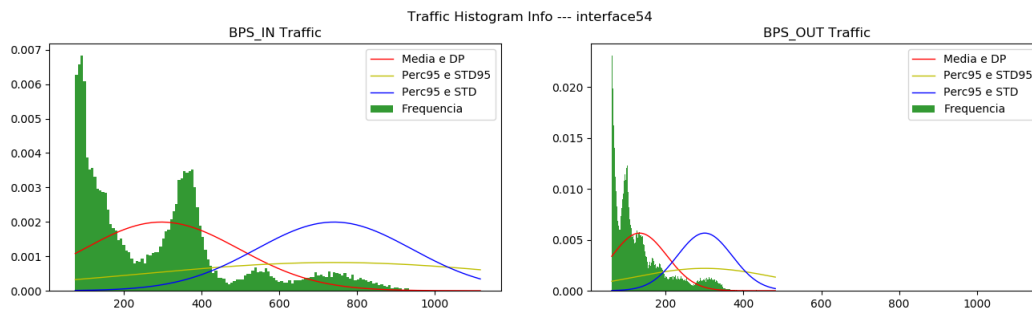 Traffic Histogram Info --- interface54
BPS_IN Traffic
0.007
0.006
0.005
0.004
0.003
0.002
0.001
0.000
200
400
600
800
1000
Media e DP
Perc95 e STD95
Perc95 e STD
Frequencia
BPS_OUT Traffic
0.020
0.015
0.010
0.005
0.000
200
400
600
800
1000
Media e DP
Perc95 e STD95
Perc95 e STD
Frequencia